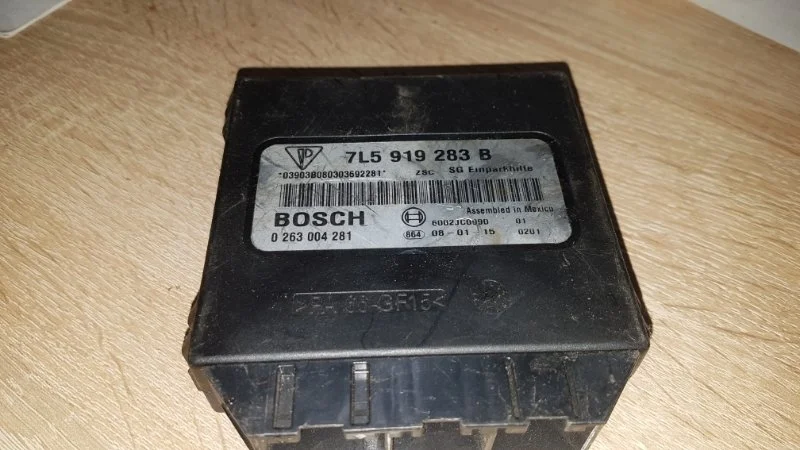 7L5 919 283 B
*03903B080303692281* ZSC SG Einparkhilfe
Assembled in Mexico
BOSCH 6002JC0090 01
0 263 004 281 864 08-01-15 0201
>PA 66-GF15<